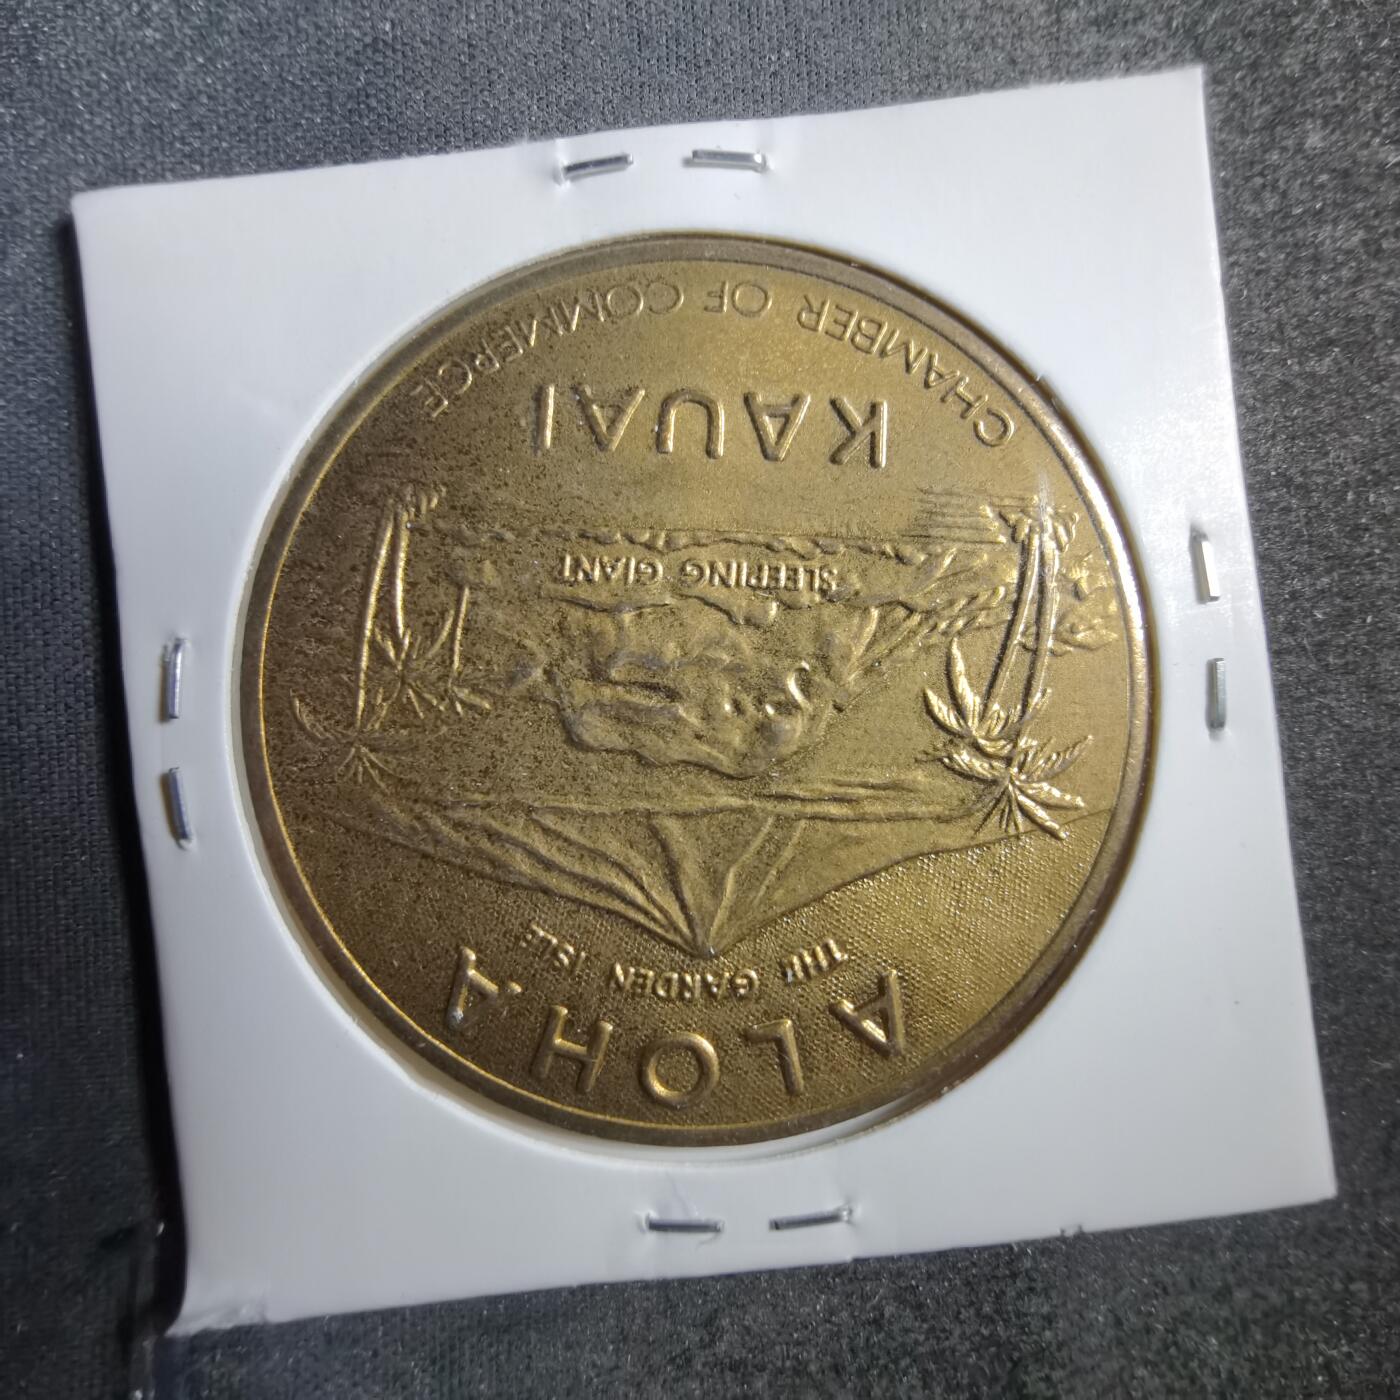 ALOHA
THE GARDEN ISLE
SLEEPING GIANT
KAUAI
CHAMBER OF COMMERCE